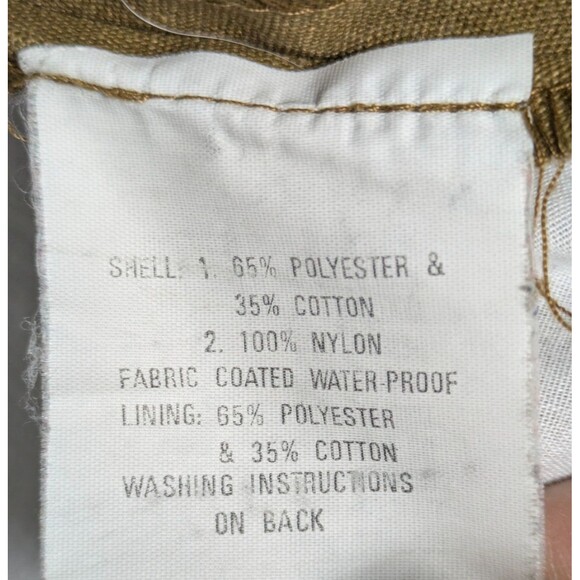 SHELL: 1. 65% POLYESTER &
35% COTTON
2. 100% NYLON
FABRIC COATED WATER-PROOF
LINING: 65% POLYESTER
& 35% COTTON
WASHING INSTRUCTIONS
ON BACK